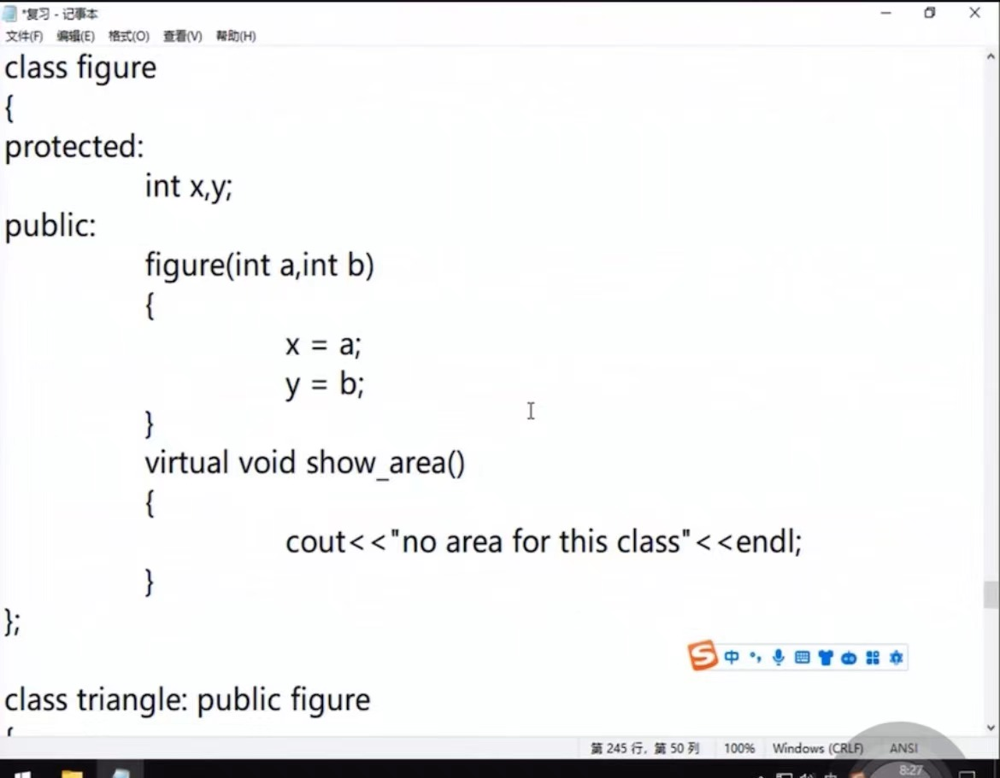 *复习 - 记事本
文件(F) 编辑(E) 格式(O) 查看(V) 帮助(H)
class figure
{
protected:
int x,y;
public:
figure(int a,int b)
{
x = a;
y = b;
}
virtual void show_area()
{
cout<<"no area for this class"<<endl;
}
};
中
class triangle: public figure
{
第 245 行，第 50 列 100% Windows (CRLF) ANSI
中 8:27